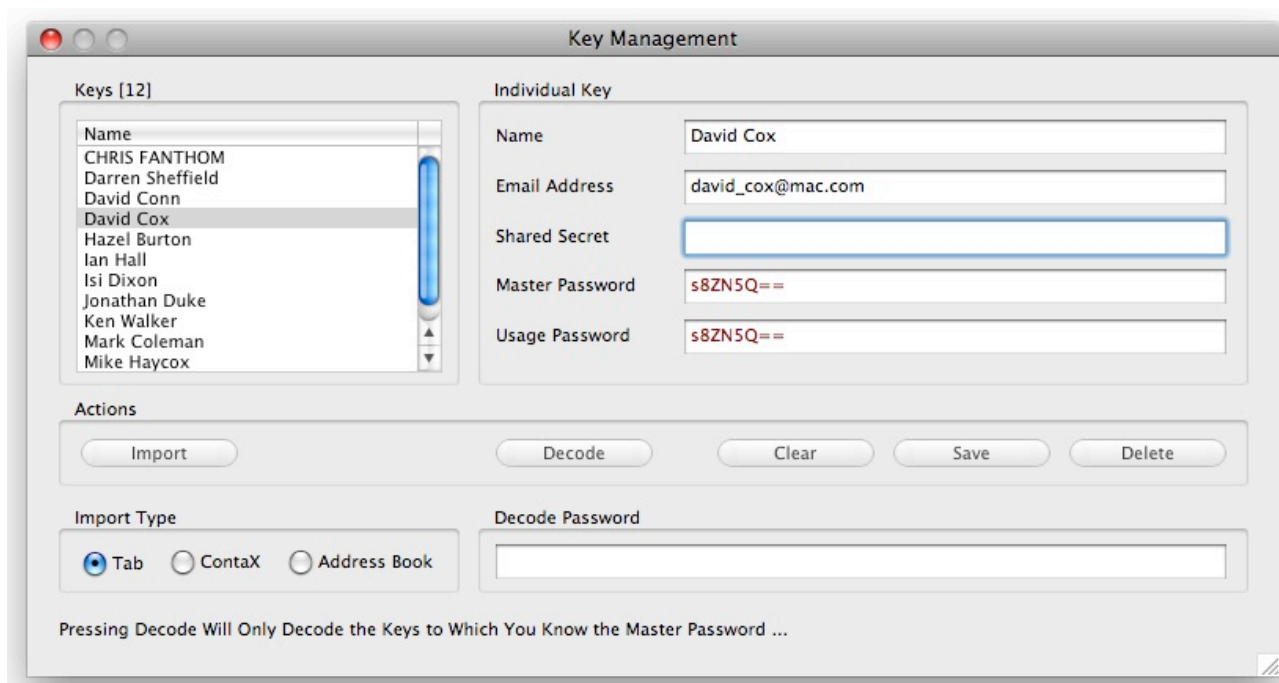 Key Management
Keys [12]
Name
CHRIS FANTHOM
Darren Sheffield
David Conn
David Cox
Hazel Burton
Ian Hall
Isi Dixon
Jonathan Duke
Ken Walker
Mark Coleman
Mike Haycox
Individual Key
Name David Cox
Email Address david_cox@mac.com
Shared Secret
Master Password s8ZN5Q==
Usage Password s8ZN5Q==
Actions
Import Decode Clear Save Delete
Import Type
Tab ContaX Address Book
Decode Password
Pressing Decode Will Only Decode the Keys to Which You Know the Master Password ...